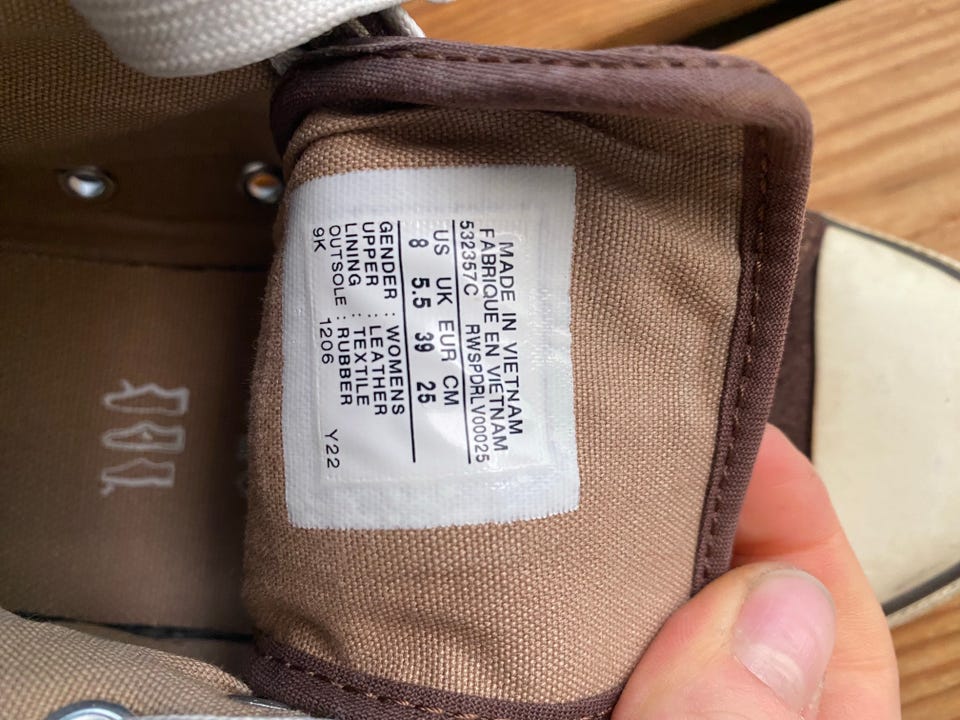 MADE IN VIETNAM
FABRIQUE EN VIETNAM
532357C RWSPDRLV00025
US UK EUR CM
8 5.5 39 25
GENDER : WOMENS
UPPER : LEATHER
LINING : TEXTILE
OUTSOLE : RUBBER
9K 1206 Y22